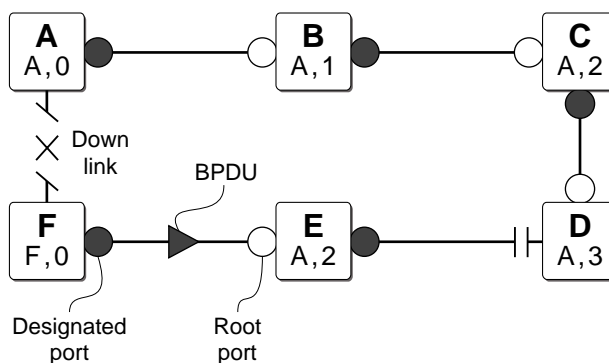 A
A,0
B
A,1
C
A,2
Down
link
BPDU
F
F,0
E
A,2
D
A,3
Designated
port
Root
port